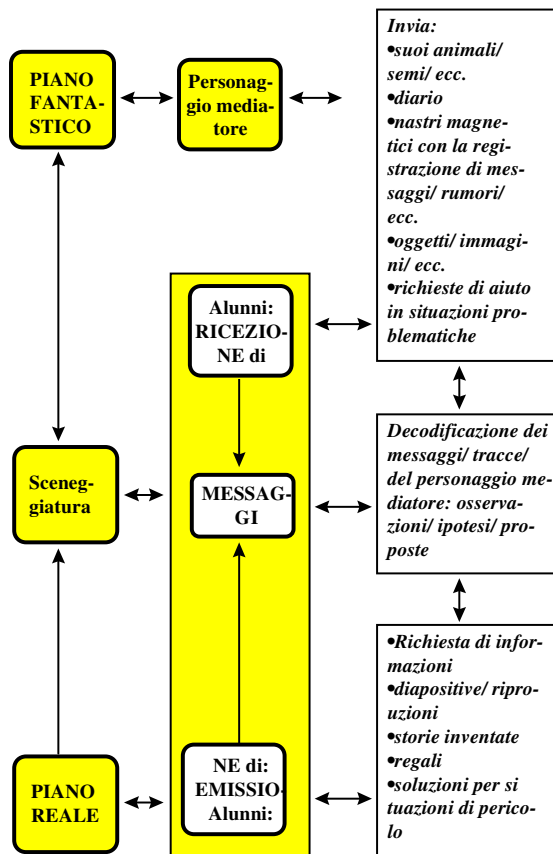 PIANO
FANTA-
STICO
Personag-
gio media-
tore
Invia:
•suoi animali/
semi/ ecc.
•diario
•nastri magne-
tici con la regi-
strazione di mes-
saggi/ rumori/
ecc.
•oggetti/ immagi-
ni/ ecc.
•richieste di aiuto
in situazioni pro-
blematiche
Alunni:
RICEZIO-
NE di
Sceneg-
giatura
MESSAG-
GI
Decodificazione dei
messaggi/ tracce/
del personaggio me-
diatore: osserva-
zioni/ ipotesi/ pro-
poste
PIANO
REALE
NE di:
EMISSIO-
Alunni:
•Richiesta di infor-
mazioni
•diapositive/ ripro-
duzioni
•storie inventate
•regali
•soluzioni per si
tuazioni di perico-
lo